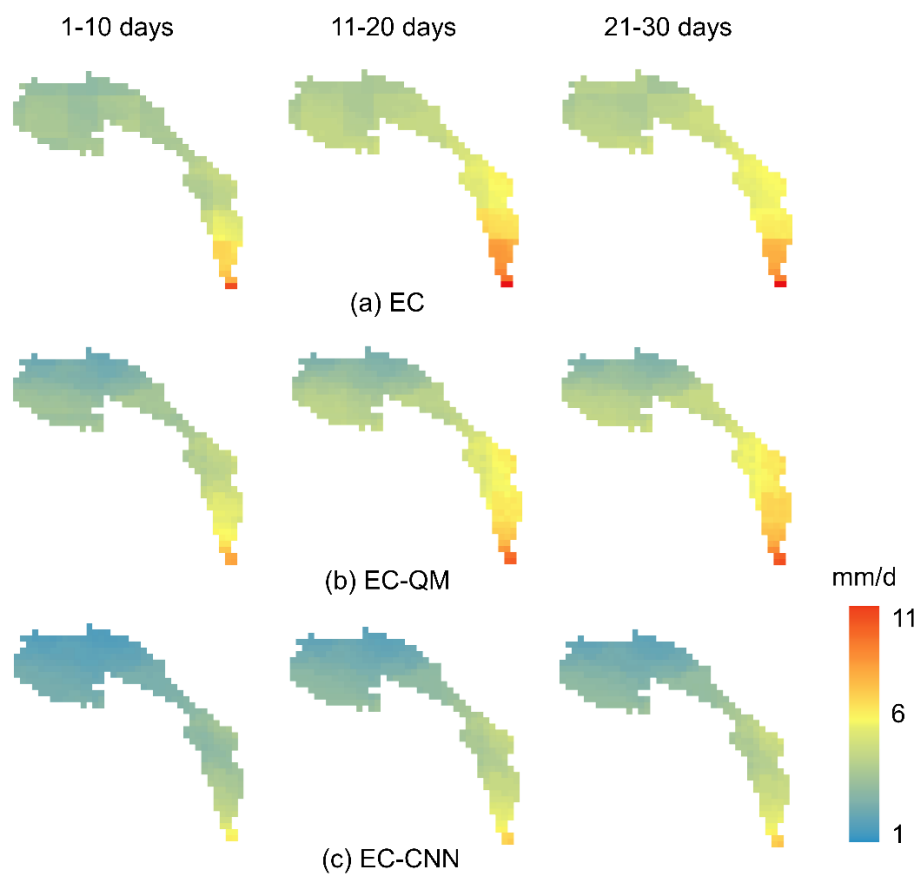 1-10 days 11-20 days 21-30 days
(a) EC
(b) EC-QM
mm/d
11
6
1
(c) EC-CNN